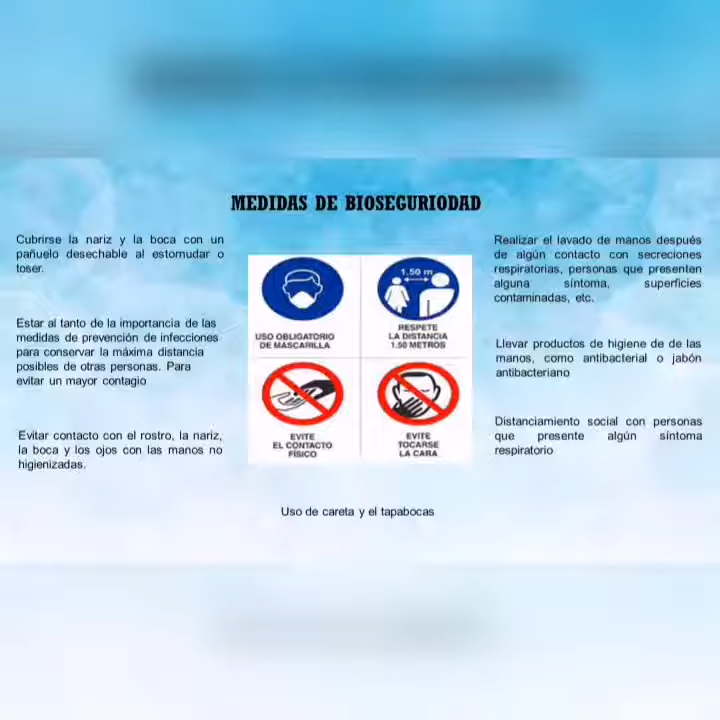 MEDIDAS DE BIOSEGURIODAD
Cubrirse la nariz y la boca con un
pañuelo desechable al estornudar o
toser.
Estar al tanto de la importancia de las
medidas de prevención de infecciones
para conservar la máxima distancia
posibles de otras personas. Para
evitar un mayor contagio
Evitar contacto con el rostro, la nariz,
la boca y los ojos con las manos no
higienizadas.
1.50 m
USO OBLIGATORIO
DE MASCARILLA
RESPETE
LA DISTANCIA
1.50 METROS
EVITE
EL CONTACTO
FÍSICO
EVITE
TOCARSE
LA CARA
Realizar el lavado de manos después
de algún contacto con secreciones
respiratorias, personas que presenten
alguna síntoma, superficies
contaminadas, etc.
Llevar productos de higiene de de las
manos, como antibacterial o jabón
antibacteriano
Distanciamiento social con personas
que presente algún síntoma
respiratorio
Uso de careta y el tapabocas